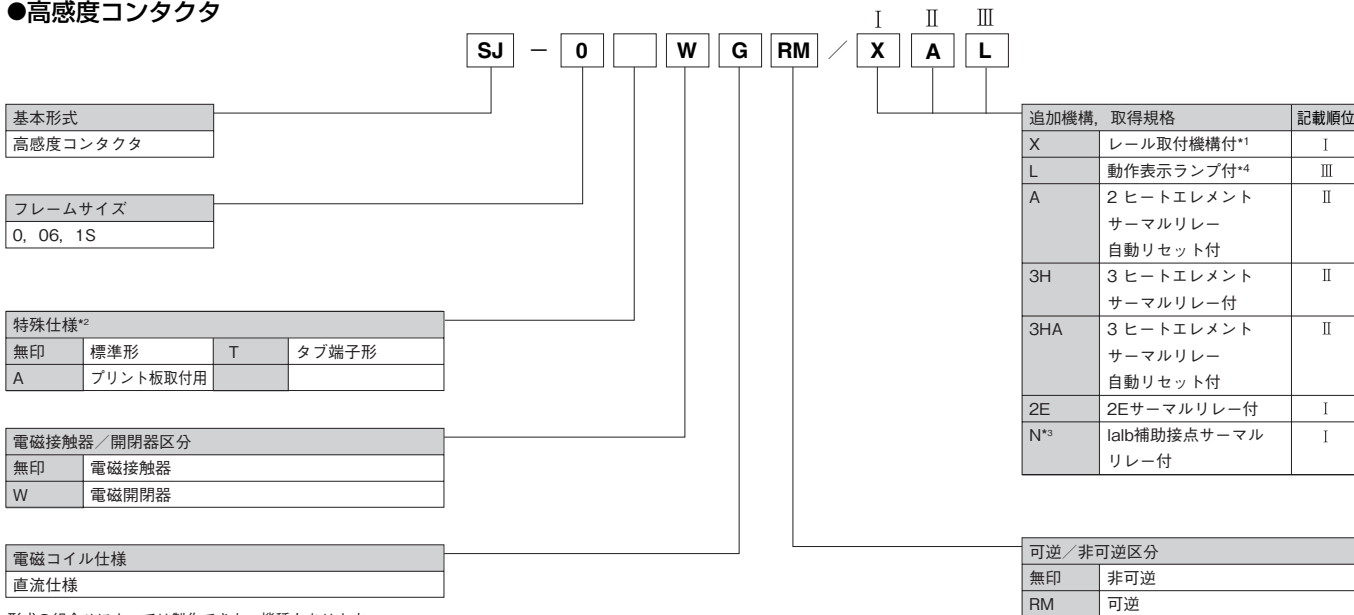 ●高感度コンタクタ
Ⅰ Ⅱ Ⅲ
SJ － 0 W G RM ／ X A L
基本形式
高感度コンタクタ
フレームサイズ
0, 06, 1S
特殊仕様*2
無印 標準形 T タブ端子形
A プリント板取付用
電磁接触器／開閉器区分
無印 電磁接触器
W 電磁開閉器
電磁コイル仕様
直流仕様
追加機構, 取得規格 記載順位
X レール取付機構付*1 Ⅰ
L 動作表示ランプ付*4 Ⅲ
A 2 ヒートエレメント Ⅱ
サーマルリレー
自動リセット付
3H 3 ヒートエレメント Ⅱ
サーマルリレー付
3HA 3 ヒートエレメント Ⅱ
サーマルリレー
自動リセット付
2E 2Eサーマルリレー付 Ⅰ
N*3 lalb補助接点サーマル Ⅰ
リレー付
可逆／非可逆区分
無印 非可逆
RM 可逆